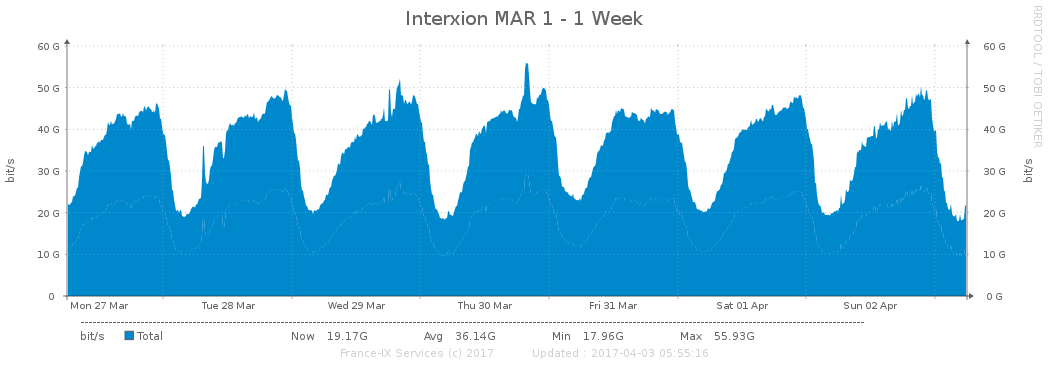 Interxion MAR 1 - 1 Week
RRDTOOL / TOBI OETIKER
60 G 60 G
50 G 50 G
40 G 40 G
30 G 30 G
20 G 20 G
10 G 10 G
0 0 G
bit/s bit/s
Mon 27 Mar Tue 28 Mar Wed 29 Mar Thu 30 Mar Fri 31 Mar Sat 01 Apr Sun 02 Apr
bit/s Total Now 19.17G Avg 36.14G Min 17.96G Max 55.93G
France-IX Services (c) 2017 Updated : 2017-04-03 05:55:16